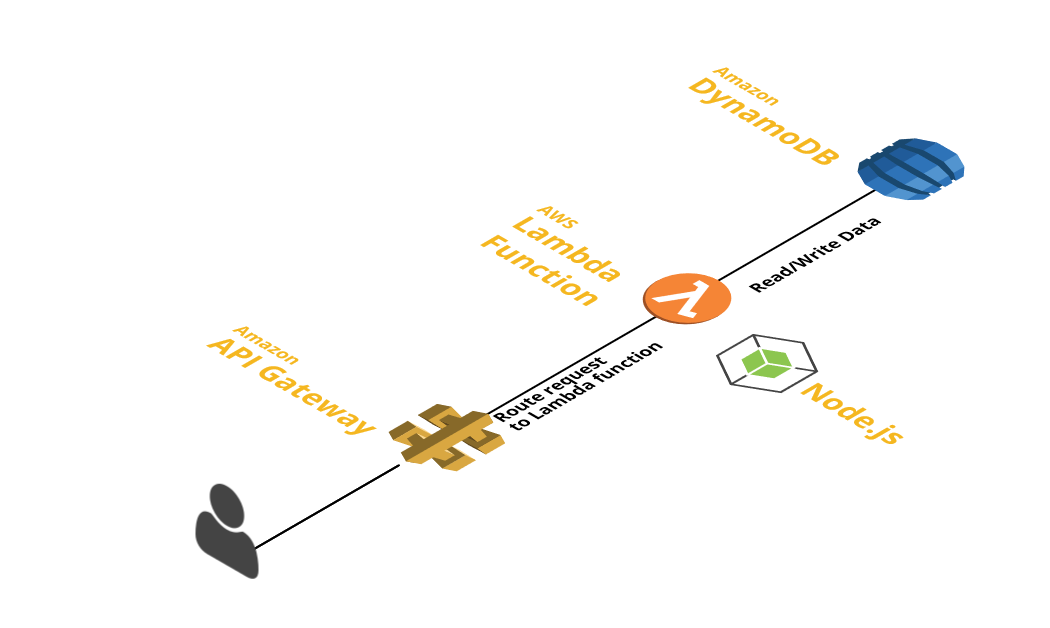 Amazon
DynamoDB
AWS
Lambda
Function
Read/Write Data
Amazon
API Gateway
Route request
to Lambda function
Node.js